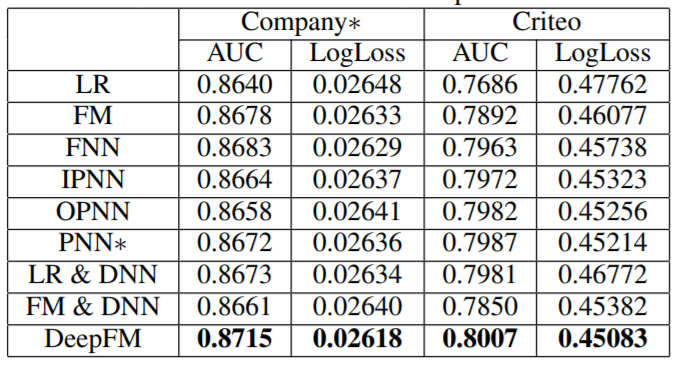 Company∗ Criteo
AUC LogLoss AUC LogLoss
LR 0.8640 0.02648 0.7686 0.47762
FM 0.8678 0.02633 0.7892 0.46077
FNN 0.8683 0.02629 0.7963 0.45738
IPNN 0.8664 0.02637 0.7972 0.45323
OPNN 0.8658 0.02641 0.7982 0.45256
PNN∗ 0.8672 0.02636 0.7987 0.45214
LR & DNN 0.8673 0.02634 0.7981 0.46772
FM & DNN 0.8661 0.02640 0.7850 0.45382
DeepFM 0.8715 0.02618 0.8007 0.45083